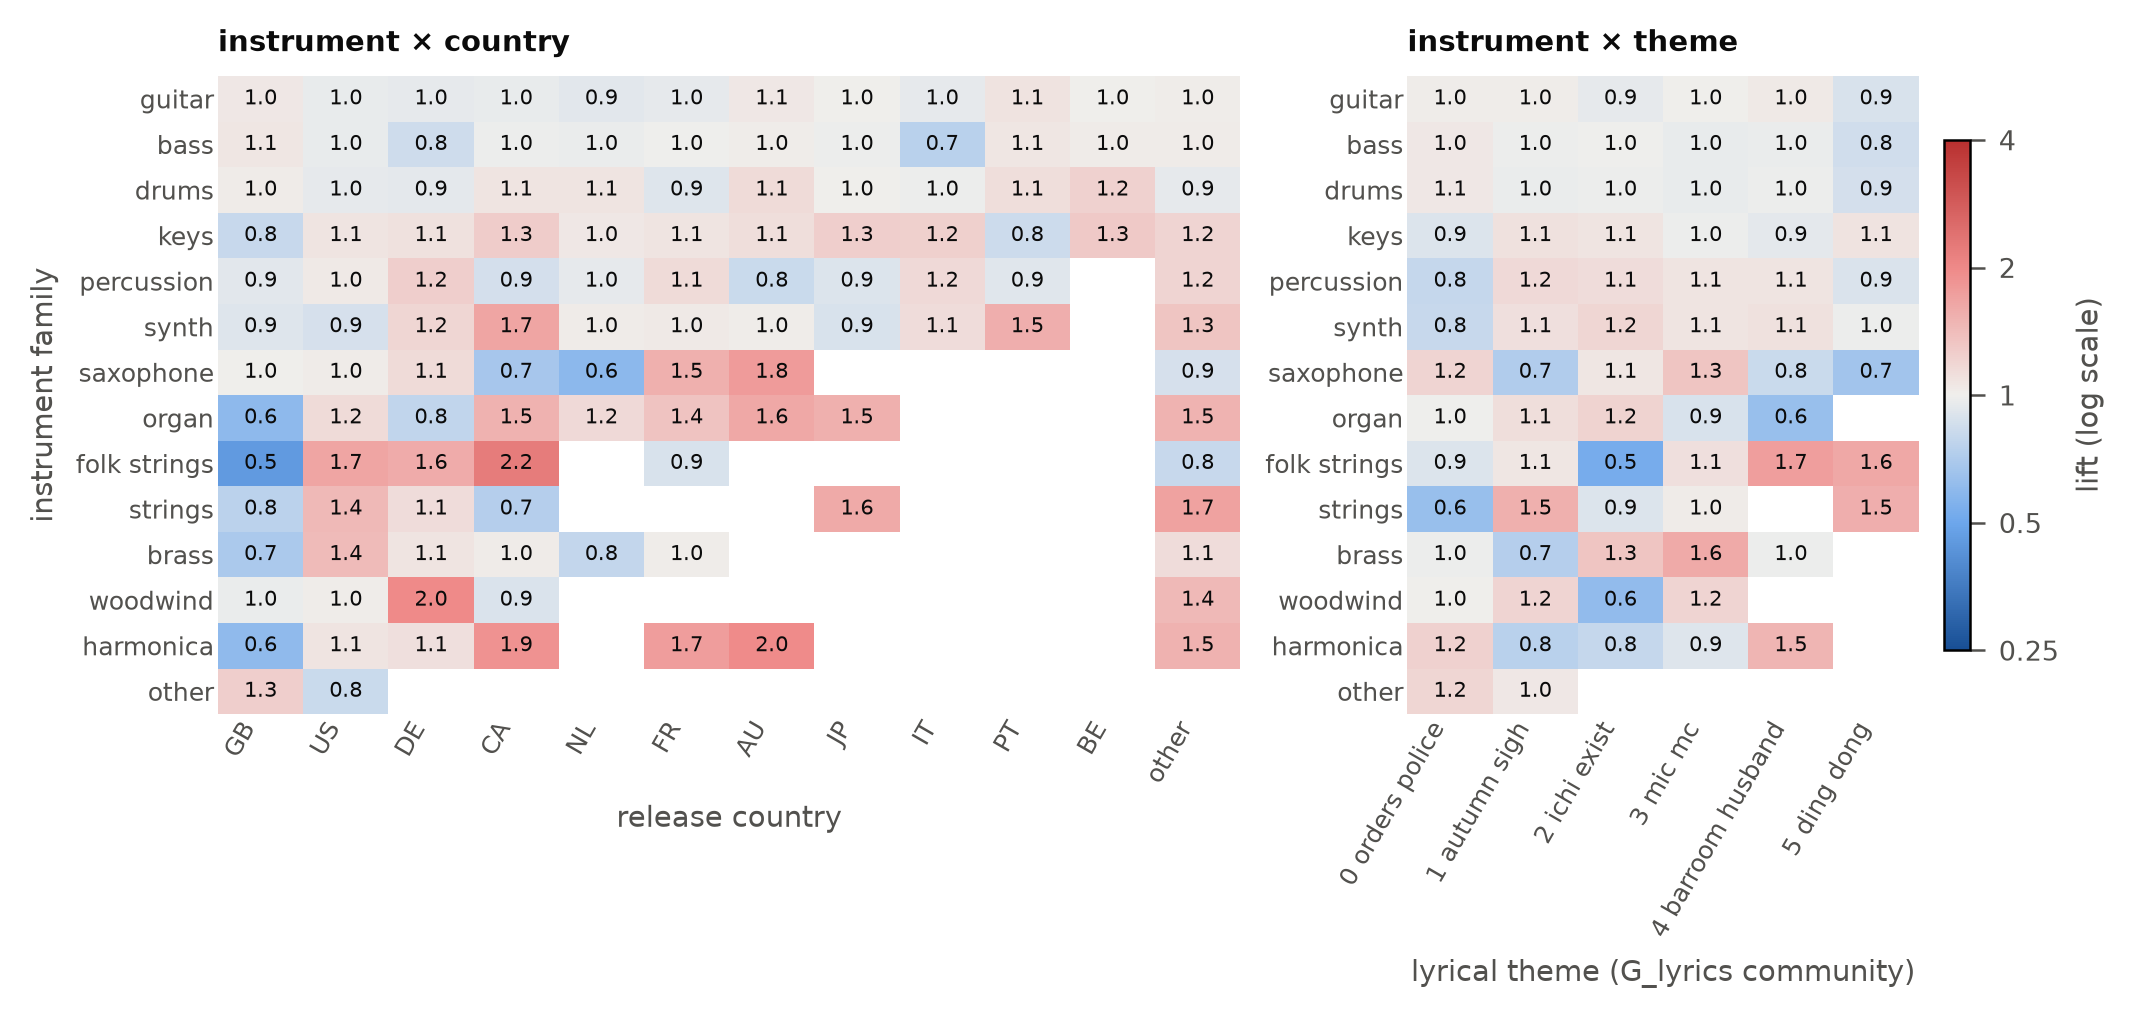 instrument × country
instrument × theme
instrument family
guitar 1.0 1.0 1.0 1.0 0.9 1.0 1.1 1.0 1.0 1.1 1.0 1.0
bass 1.1 1.0 0.8 1.0 1.0 1.0 1.0 1.0 0.7 1.1 1.0 1.0
drums 1.0 1.0 0.9 1.1 1.1 0.9 1.1 1.0 1.0 1.1 1.2 0.9
keys 0.8 1.1 1.1 1.3 1.0 1.1 1.1 1.3 1.2 0.8 1.3 1.2
percussion 0.9 1.0 1.2 0.9 1.0 1.1 0.8 0.9 1.2 0.9 1.2
synth 0.9 0.9 1.2 1.7 1.0 1.0 1.0 0.9 1.1 1.5 1.3
saxophone 1.0 1.0 1.1 0.7 0.6 1.5 1.8 0.9
organ 0.6 1.2 0.8 1.5 1.2 1.4 1.6 1.5 1.5
folk strings 0.5 1.7 1.6 2.2 0.9 0.8
strings 0.8 1.4 1.1 0.7 1.6 1.7
brass 0.7 1.4 1.1 1.0 0.8 1.0 1.1
woodwind 1.0 1.0 2.0 0.9 1.4
harmonica 0.6 1.1 1.1 1.9 1.7 2.0 1.5
other 1.3 0.8
GB US DE CA NL FR AU JP IT PT BE other
release country
guitar 1.0 1.0 0.9 1.0 1.0 0.9
bass 1.0 1.0 1.0 1.0 1.0 0.8
drums 1.1 1.0 1.0 1.0 1.0 0.9
keys 0.9 1.1 1.1 1.0 0.9 1.1
percussion 0.8 1.2 1.1 1.1 1.1 0.9
synth 0.8 1.1 1.2 1.1 1.1 1.0
saxophone 1.2 0.7 1.1 1.3 0.8 0.7
organ 1.0 1.1 1.2 0.9 0.6
folk strings 0.9 1.1 0.5 1.1 1.7 1.6
strings 0.6 1.5 0.9 1.0 1.5
brass 1.0 0.7 1.3 1.6 1.0
woodwind 1.0 1.2 0.6 1.2
harmonica 1.2 0.8 0.8 0.9 1.5
other 1.2 1.0
0 orders police
1 autumn sigh
2 ichi exist
3 mic mc
4 barroom husband
5 ding dong
lyrical theme (G_lyrics community)
4
2
1
0.5
0.25
lift (log scale)